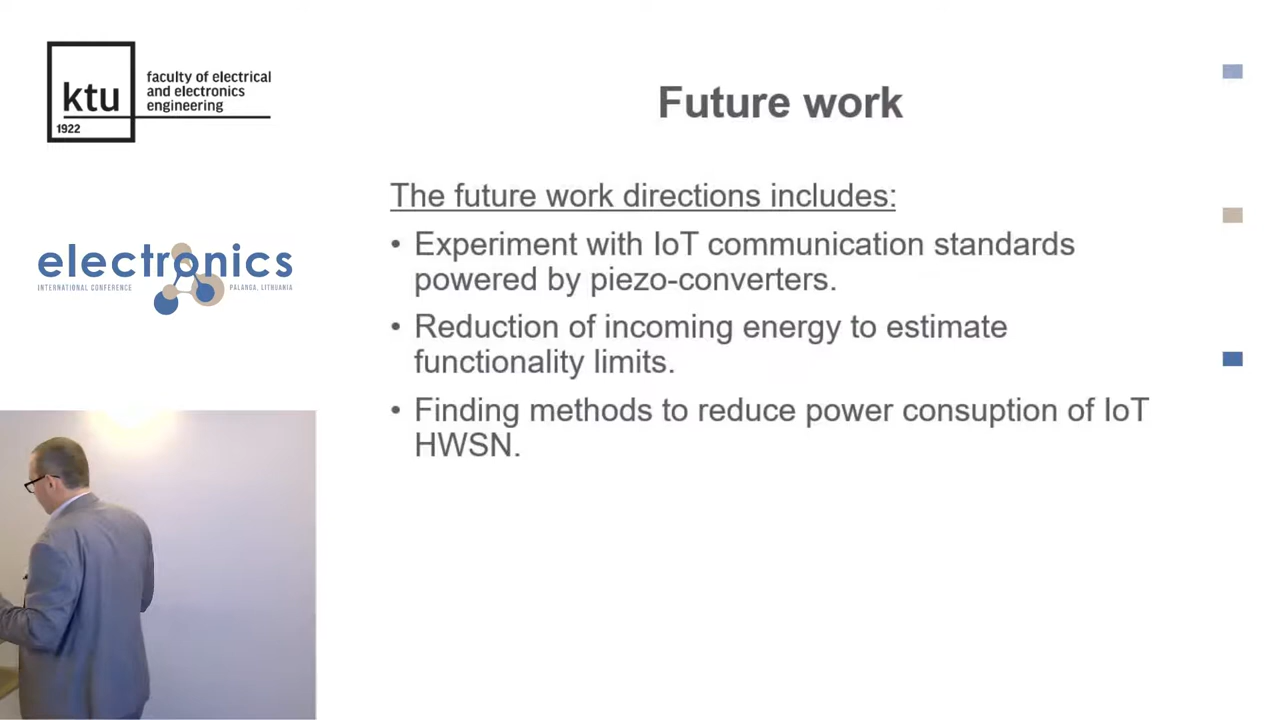 ktu
1922
faculty of electrical
and electronics
engineering
Future work
The future work directions includes:
• Experiment with IoT communication standards
powered by piezo-converters.
• Reduction of incoming energy to estimate
functionality limits.
• Finding methods to reduce power consuption of IoT
HWSN.
electronics
INTERNATIONAL CONFERENCE
PALANGA, LITHUANIA